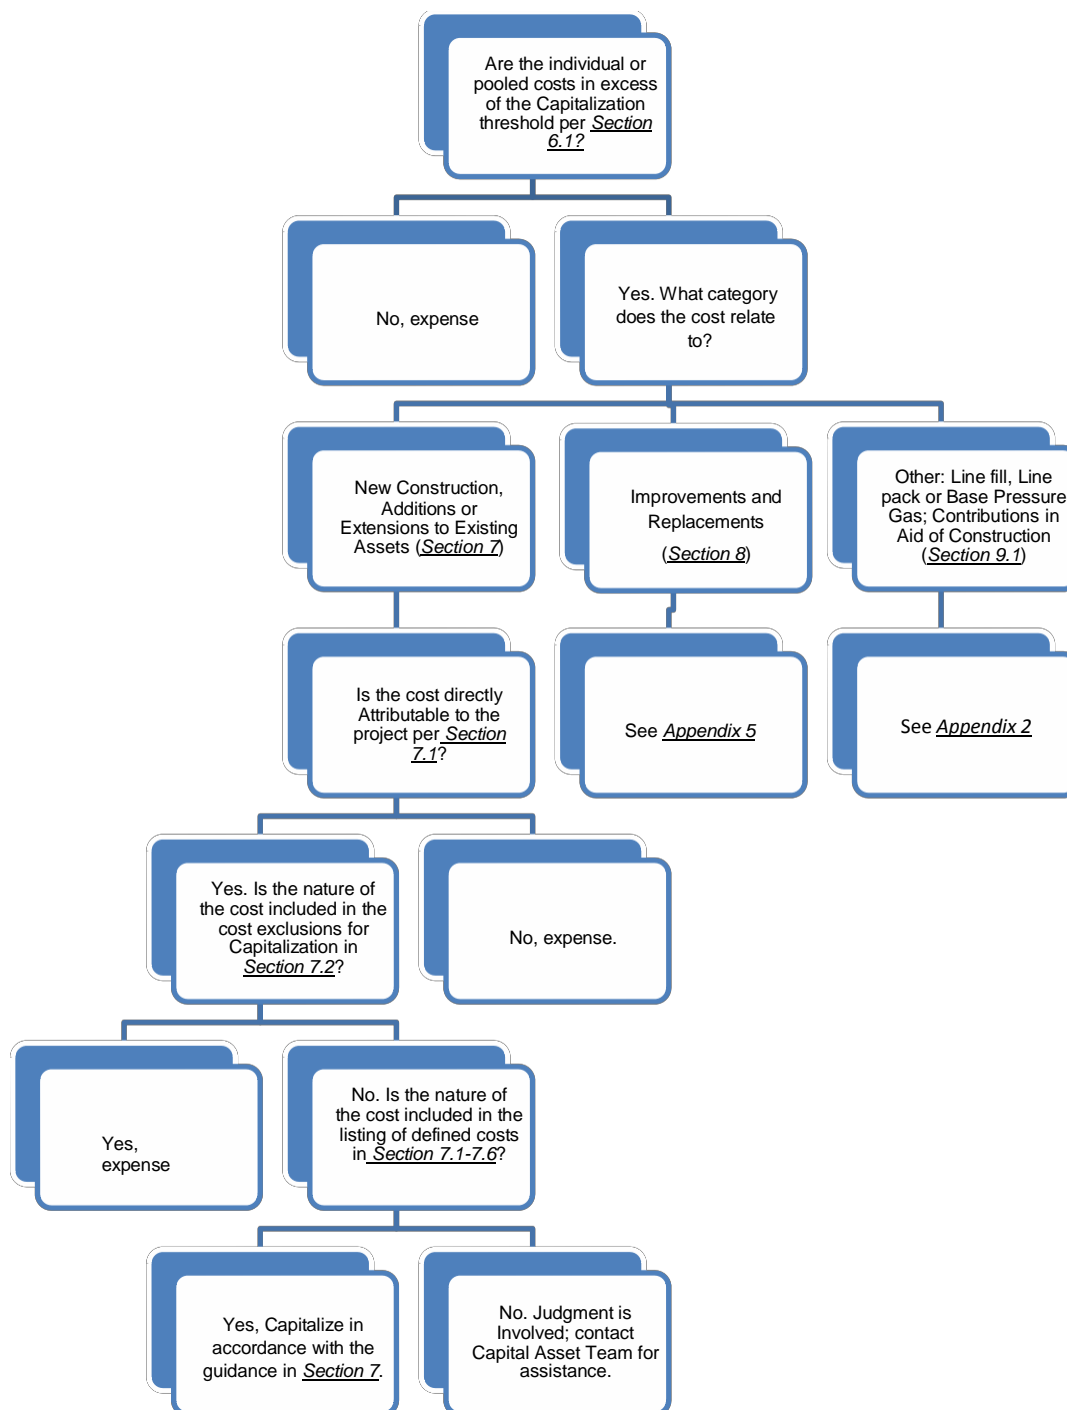 Are the individual or
pooled costs in excess
of the Capitalization
threshold per Section
6.1?
No, expense
Yes. What category
does the cost relate
to?
New Construction,
Additions or
Extensions to Existing
Assets (Section 7)
Improvements and
Replacements
(Section 8)
Other: Line fill, Line
pack or Base Pressure
Gas; Contributions in
Aid of Construction
(Section 9.1)
Is the cost directly
Attributable to the
project per Section
7.1?
See Appendix 5
See Appendix 2
Yes. Is the nature of
the cost included in the
cost exclusions for
Capitalization in
Section 7.2?
No, expense.
Yes,
expense
No. Is the nature of
the cost included in the
listing of defined costs
in Section 7.1-7.6?
Yes, Capitalize in
accordance with the
guidance in Section 7.
No. Judgment is
Involved; contact
Capital Asset Team for
assistance.